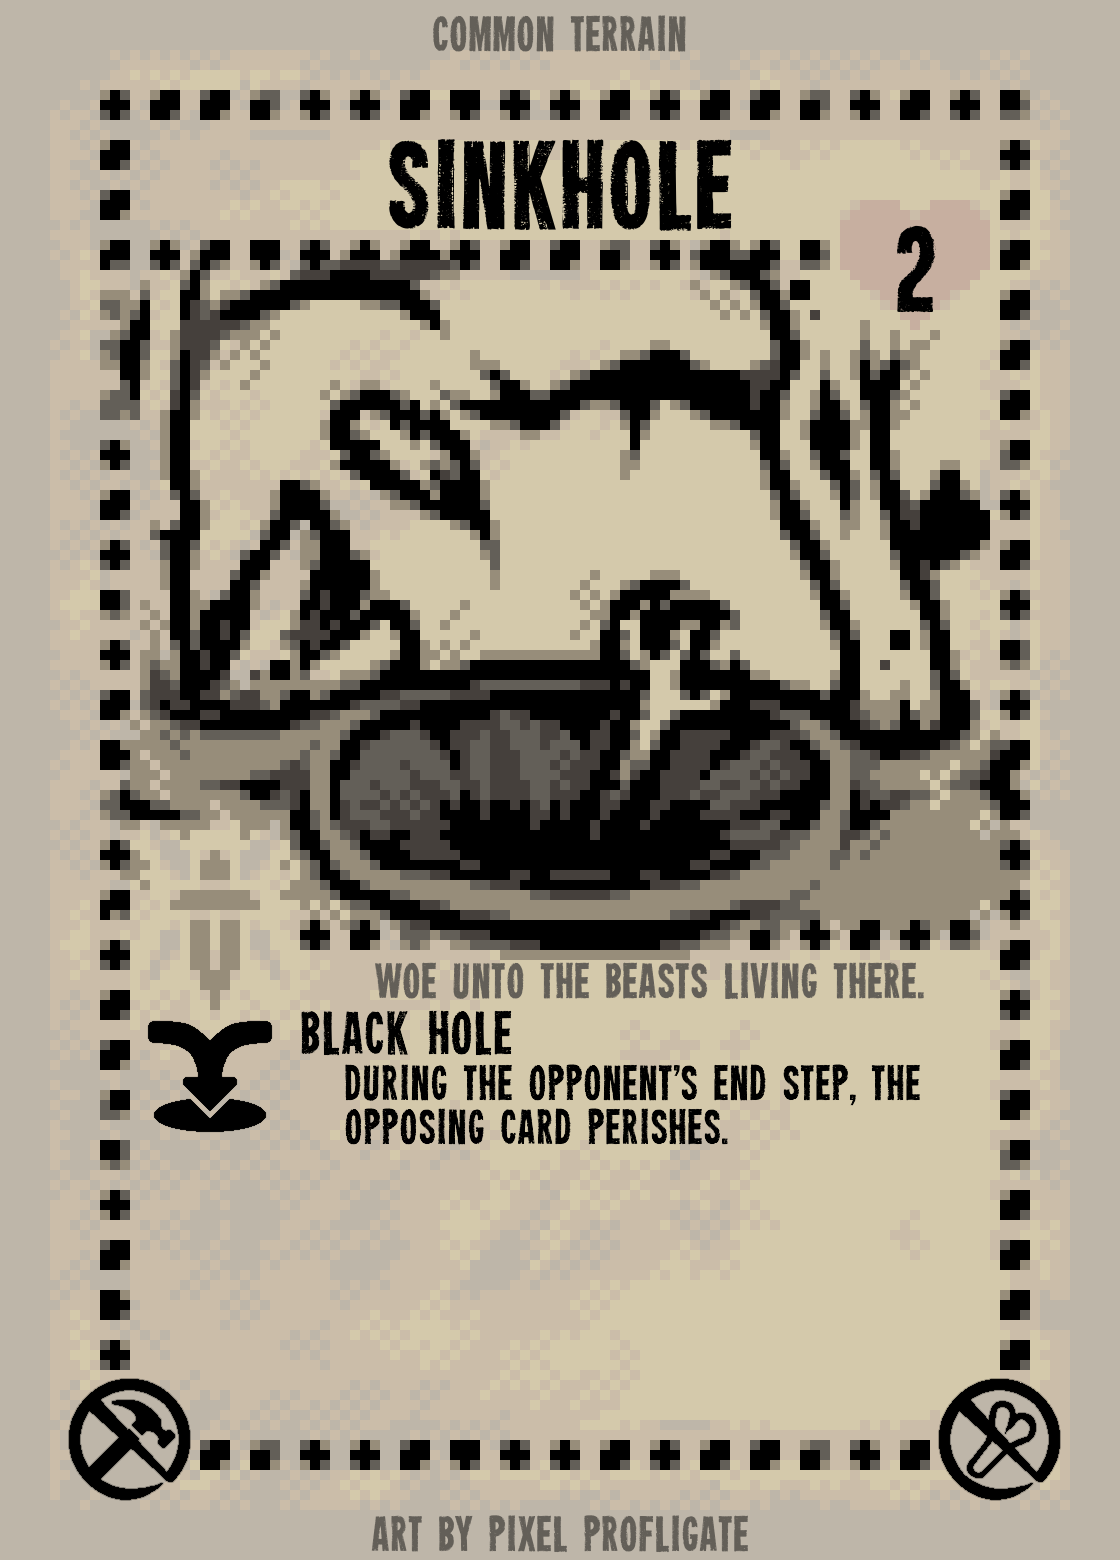 COMMON TERRAIN
SINKHOLE
2
WOE UNTO THE BEASTS LIVING THERE.
BLACK HOLE
DURING THE OPPONENT'S END STEP, THE
OPPOSING CARD PERISHES.
ART BY PIXEL PROFLIGATE